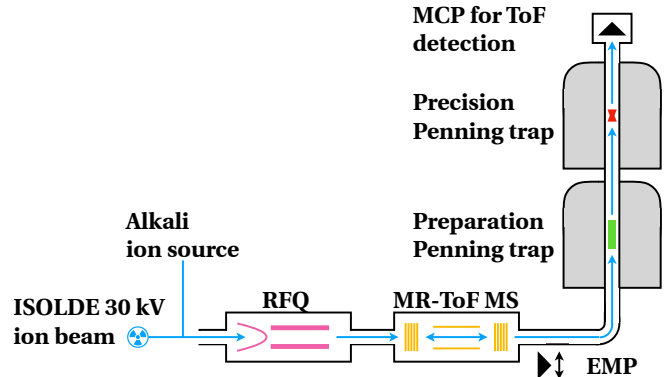 MCP for ToF
detection
Precision
Penning trap
Preparation
Penning trap
Alkali
ion source
ISOLDE 30 kV
ion beam
RFQ
MR-ToF MS
EMP